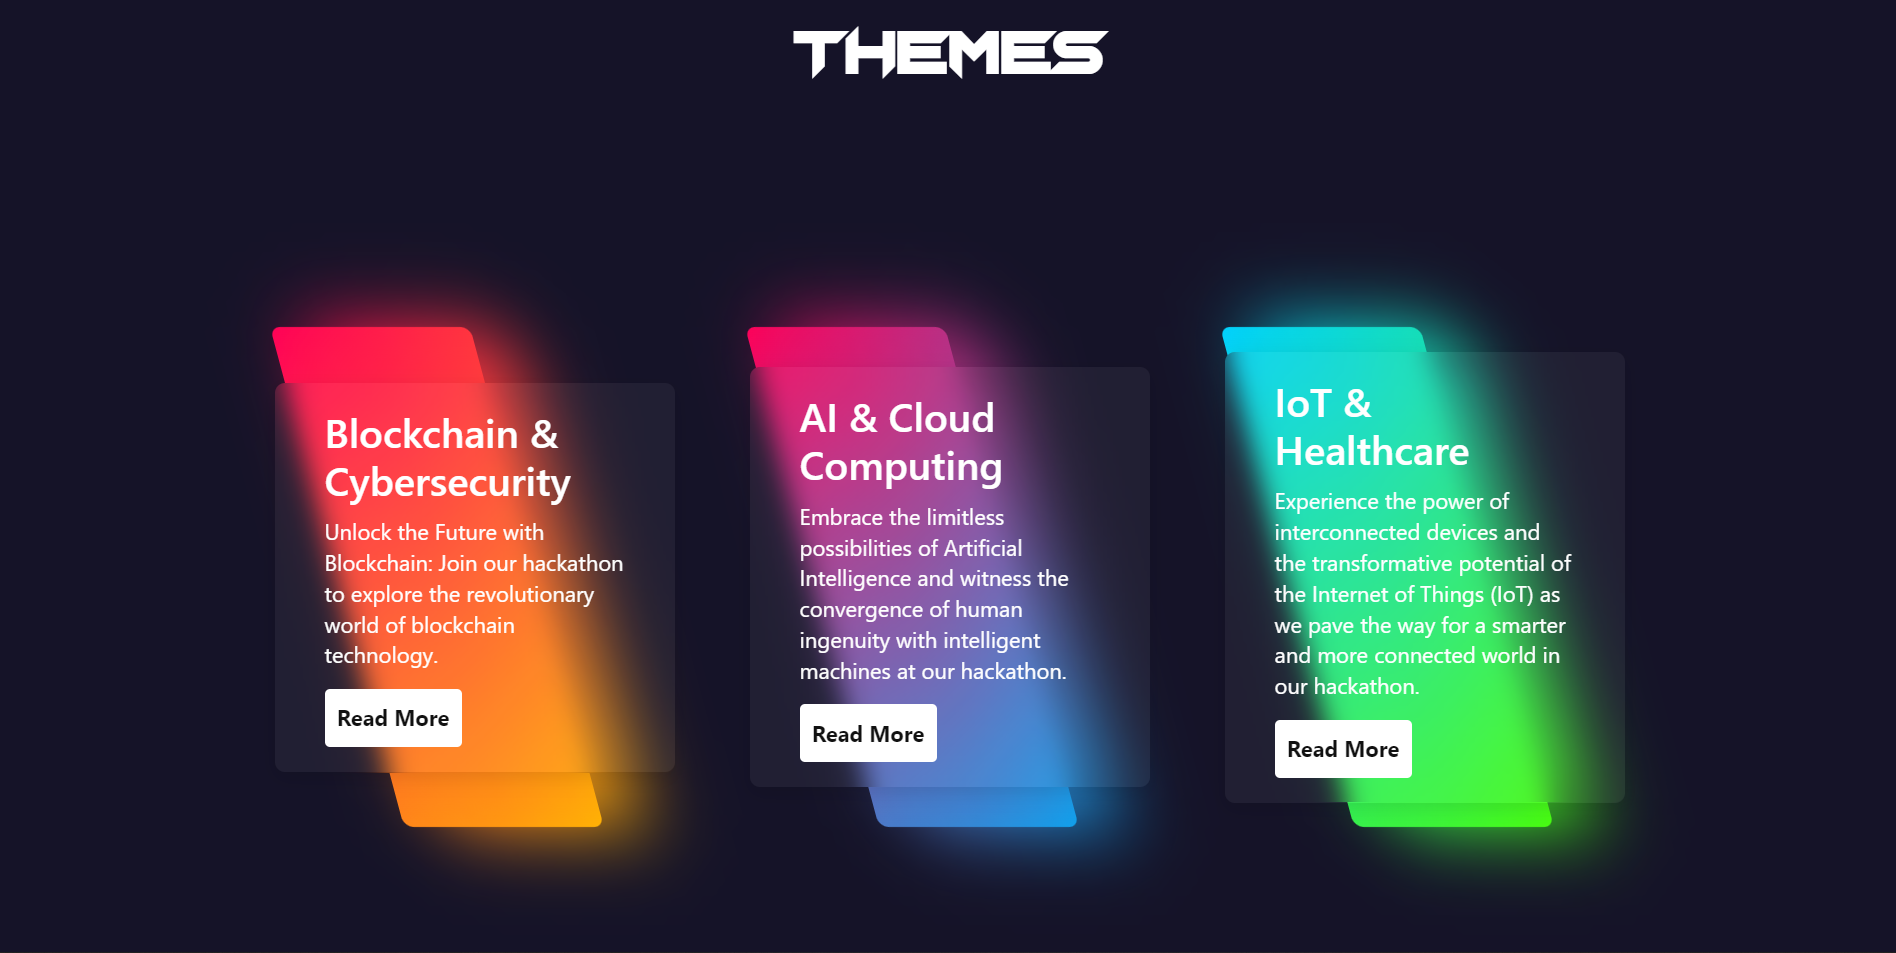 THEMES
Blockchain &
Cybersecurity
Unlock the Future with
Blockchain: Join our hackathon
to explore the revolutionary
world of blockchain
technology.
Read More
AI & Cloud
Computing
Embrace the limitless
possibilities of Artificial
Intelligence and witness the
convergence of human
ingenuity with intelligent
machines at our hackathon.
Read More
IoT &
Healthcare
Experience the power of
interconnected devices and
the transformative potential of
the Internet of Things (IoT) as
we pave the way for a smarter
and more connected world in
our hackathon.
Read More